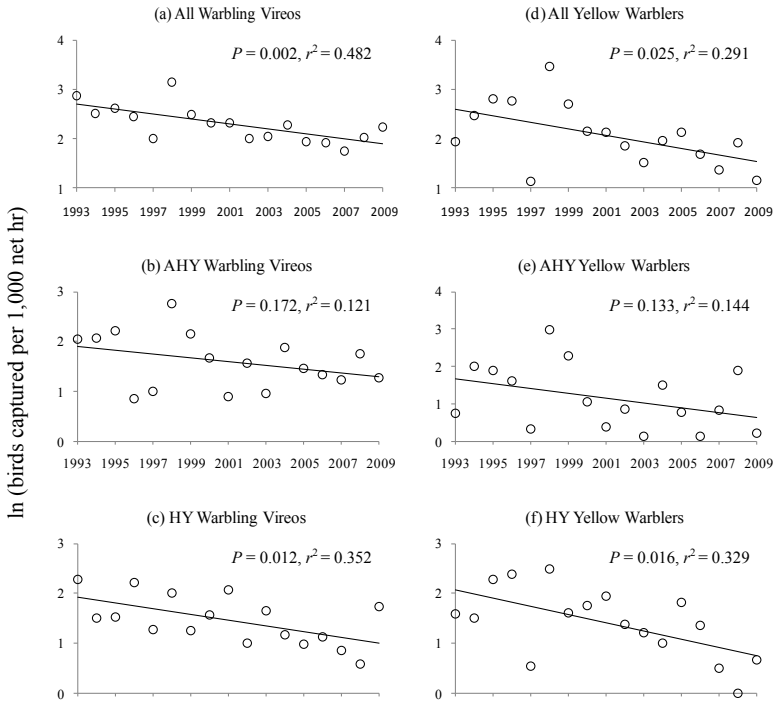 ln (birds captured per 1,000 net hr)
(a) All Warbling Vireos
P = 0.002, r² = 0.482
4
3
2
1
1993 1995 1997 1999 2001 2003 2005 2007 2009
(b) AHY Warbling Vireos
P = 0.172, r² = 0.121
3
2
1
0
1993 1995 1997 1999 2001 2003 2005 2007 2009
(c) HY Warbling Vireos
P = 0.012, r² = 0.352
3
2
1
0
(d) All Yellow Warblers
P = 0.025, r² = 0.291
4
3
2
1
1993 1995 1997 1999 2001 2003 2005 2007 2009
(e) AHY Yellow Warblers
P = 0.133, r² = 0.144
4
3
2
1
0
1993 1995 1997 1999 2001 2003 2005 2007 2009
(f) HY Yellow Warblers
P = 0.016, r² = 0.329
3
2
1
0